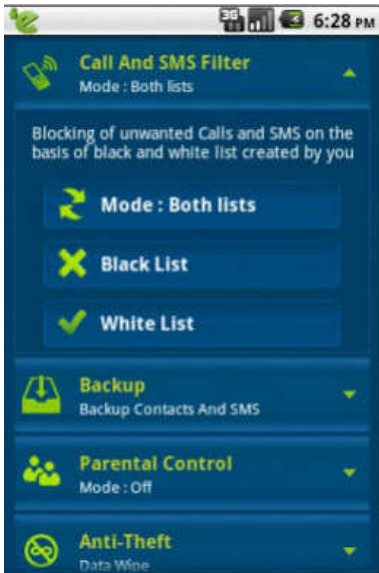 3G 6:28 PM
Call And SMS Filter
Mode : Both lists
Blocking of unwanted Calls and SMS on the
basis of black and white list created by you
Mode : Both lists
Black List
White List
Backup
Backup Contacts And SMS
Parental Control
Mode : Off
Anti-Theft
Data Wipe